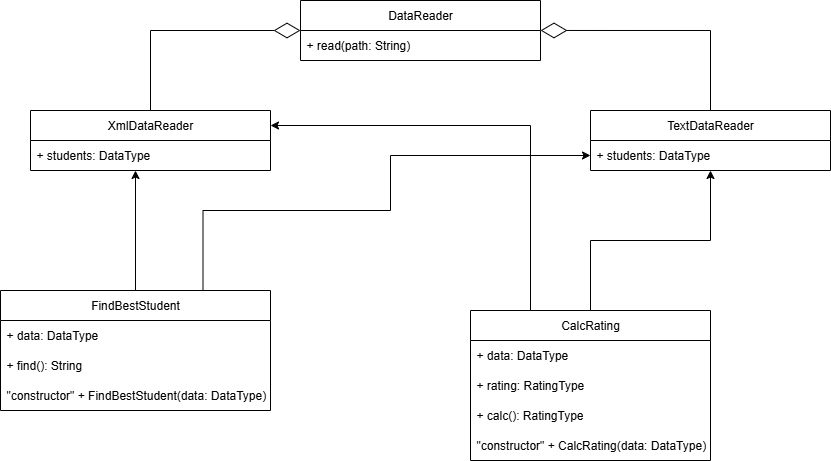 DataReader
+ read(path: String)
XmlDataReader
+ students: DataType
TextDataReader
+ students: DataType
FindBestStudent
+ data: DataType
+ find(): String
"constructor" + FindBestStudent(data: DataType)
CalcRating
+ data: DataType
+ rating: RatingType
+ calc(): RatingType
"constructor" + CalcRating(data: DataType)